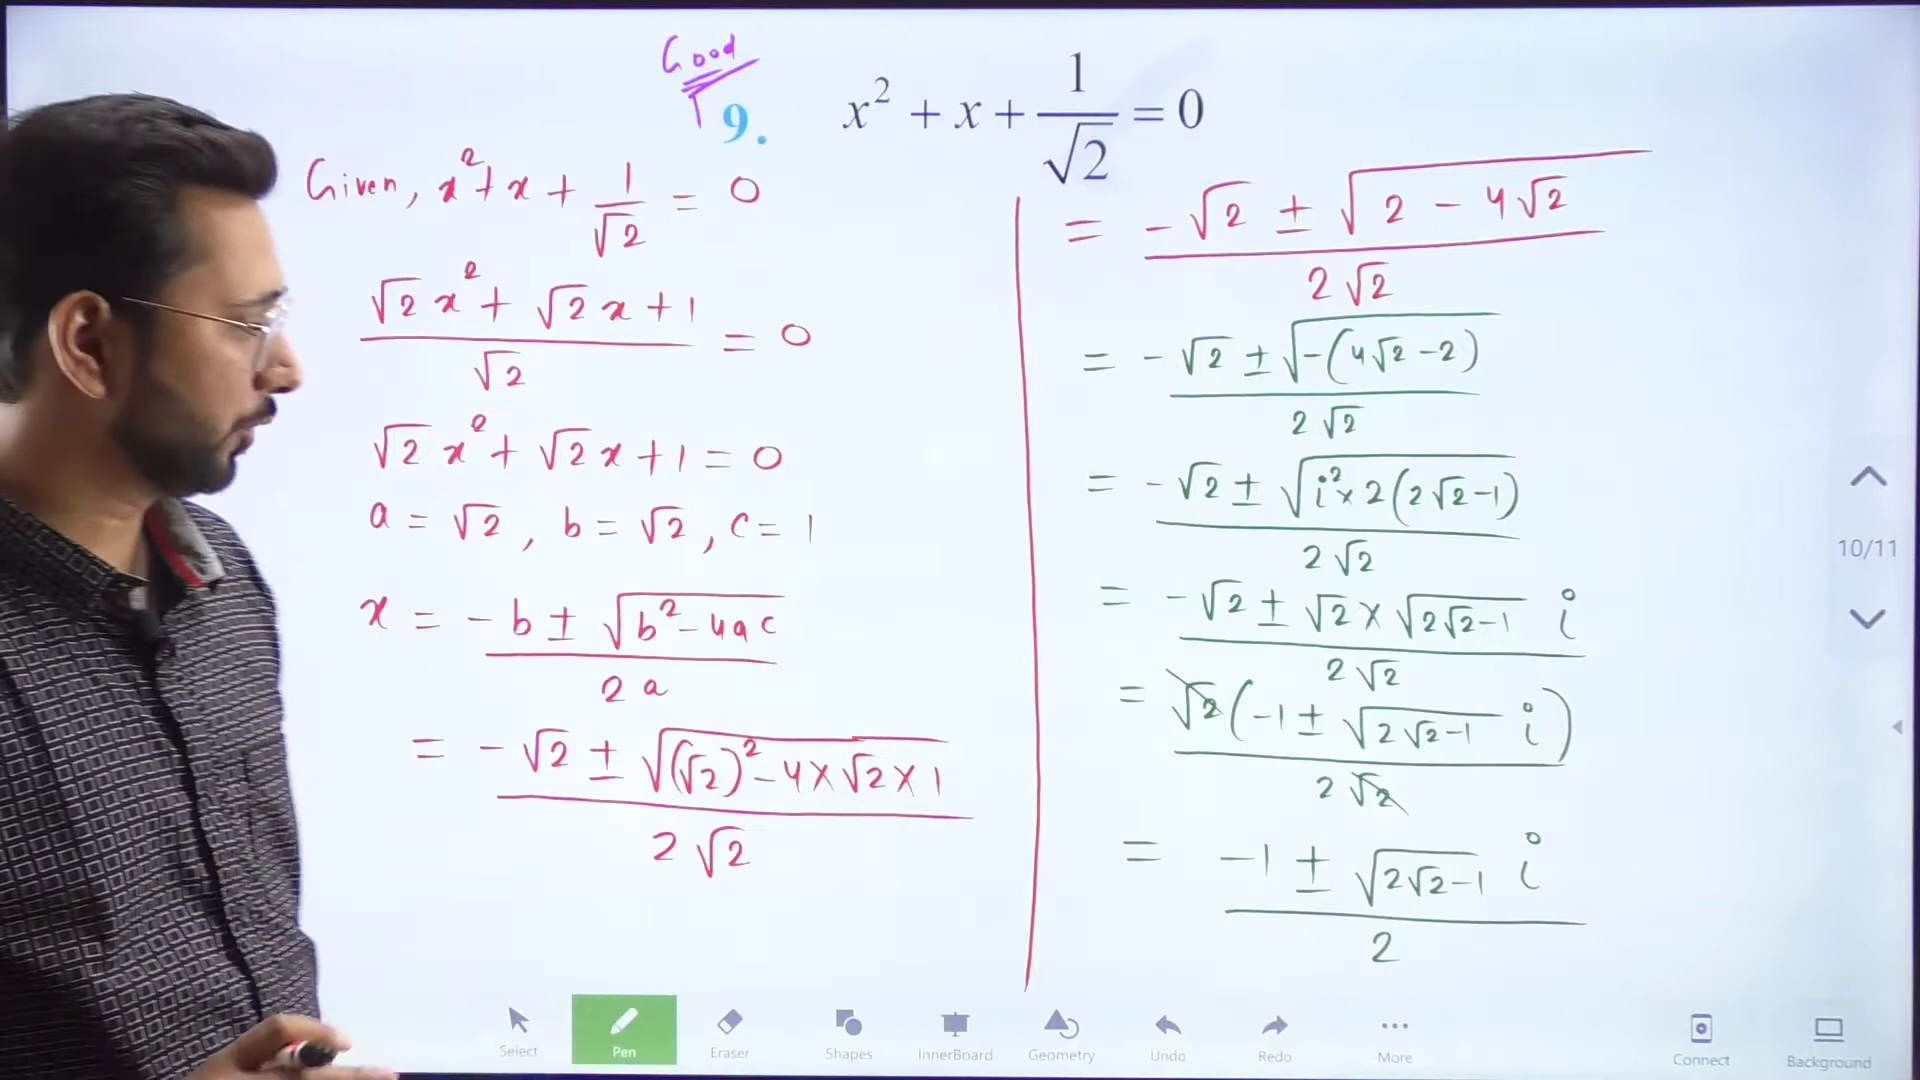 Good
9. x² + x + 1/√2 = 0
Given, x² + x + 1/√2 = 0
(√2 x² + √2 x + 1)/√2 = 0
√2 x² + √2 x + 1 = 0
a = √2, b = √2, c = 1
x = (-b ± √(b² - 4ac))/(2a)
= (-√2 ± √((√2)² - 4 × √2 × 1))/(2√2)
= (-√2 ± √(2 - 4√2))/(2√2)
= (-√2 ± √(-(4√2 - 2)))/(2√2)
= (-√2 ± √(i² × 2(2√2 - 1)))/(2√2)
= (-√2 ± √2 × √(2√2 - 1) i)/(2√2)
= √2(-1 ± √(2√2 - 1) i)/(2√2)
= (-1 ± √(2√2 - 1) i)/2
10/11
Select Pen Eraser Shapes InnerBoard Geometry Undo Redo More Connect Background